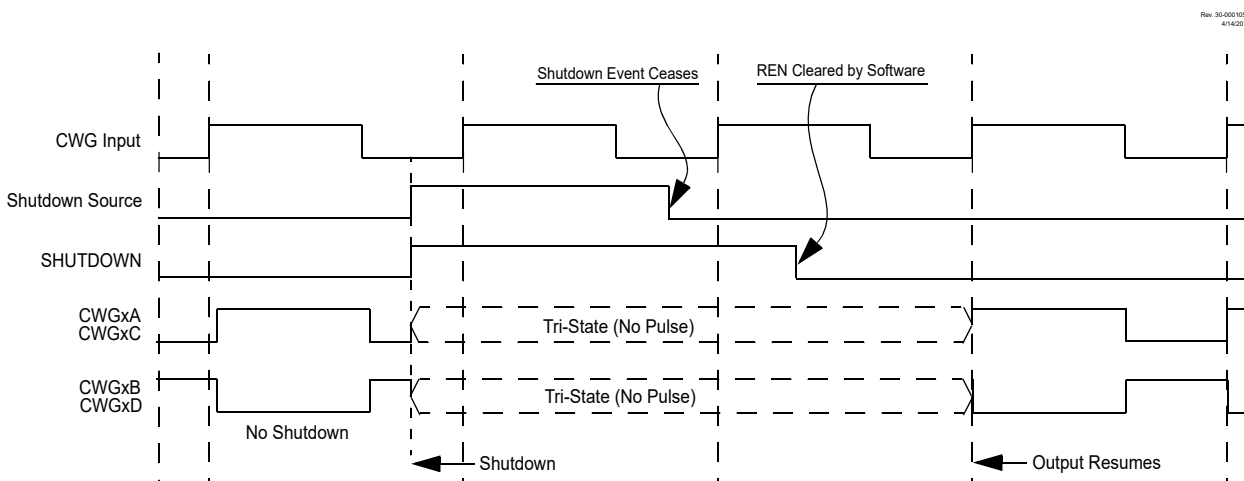 Shutdown Event Ceases
REN Cleared by Software
CWG Input
Shutdown Source
SHUTDOWN
CWGxA
CWGxC
Tri-State (No Pulse)
CWGxB
CWGxD
Tri-State (No Pulse)
No Shutdown
Shutdown
Output Resumes